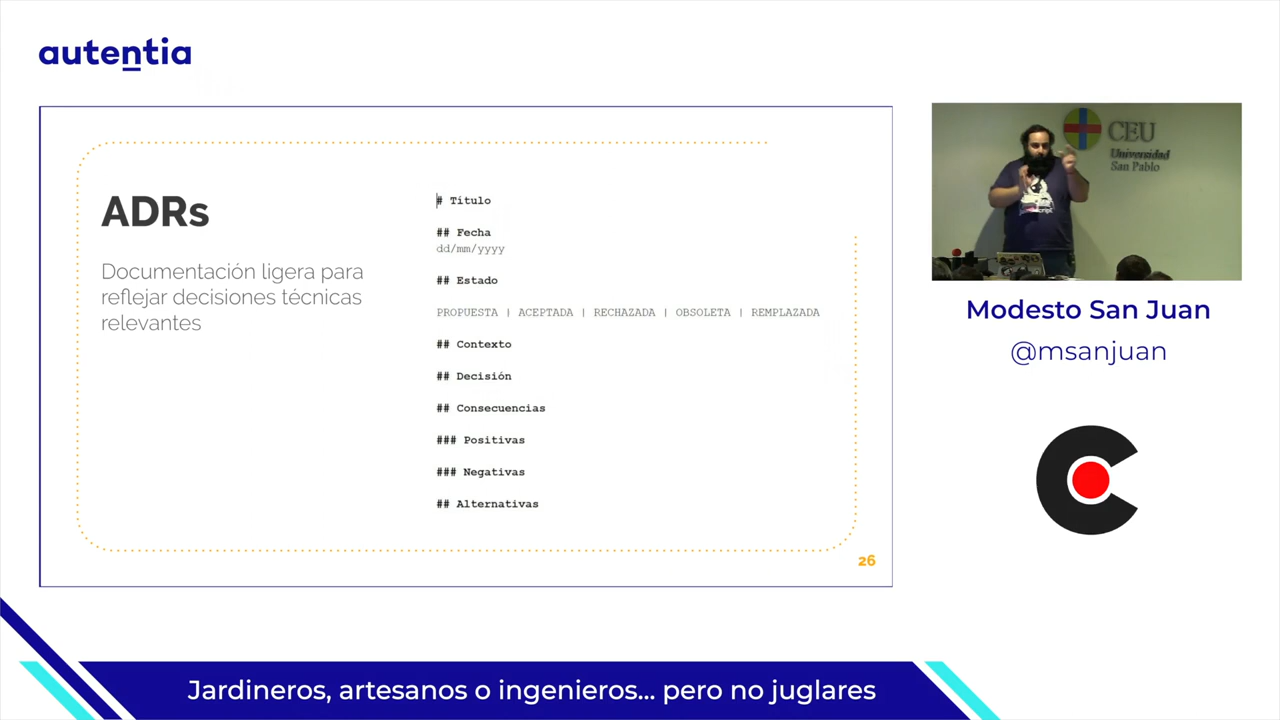 autentia
ADRs
Documentación ligera para
reflejar decisiones técnicas
relevantes
# Título
## Fecha
dd/mm/yyyy
## Estado
PROPUESTA | ACEPTADA | RECHAZADA | OBSOLETA | REMPLAZADA
## Contexto
## Decisión
## Consecuencias
### Positivas
### Negativas
## Alternativas
26
CEU
Universidad
San Pablo
Modesto San Juan
@msanjuan
Jardineros, artesanos o ingenieros... pero no juglares